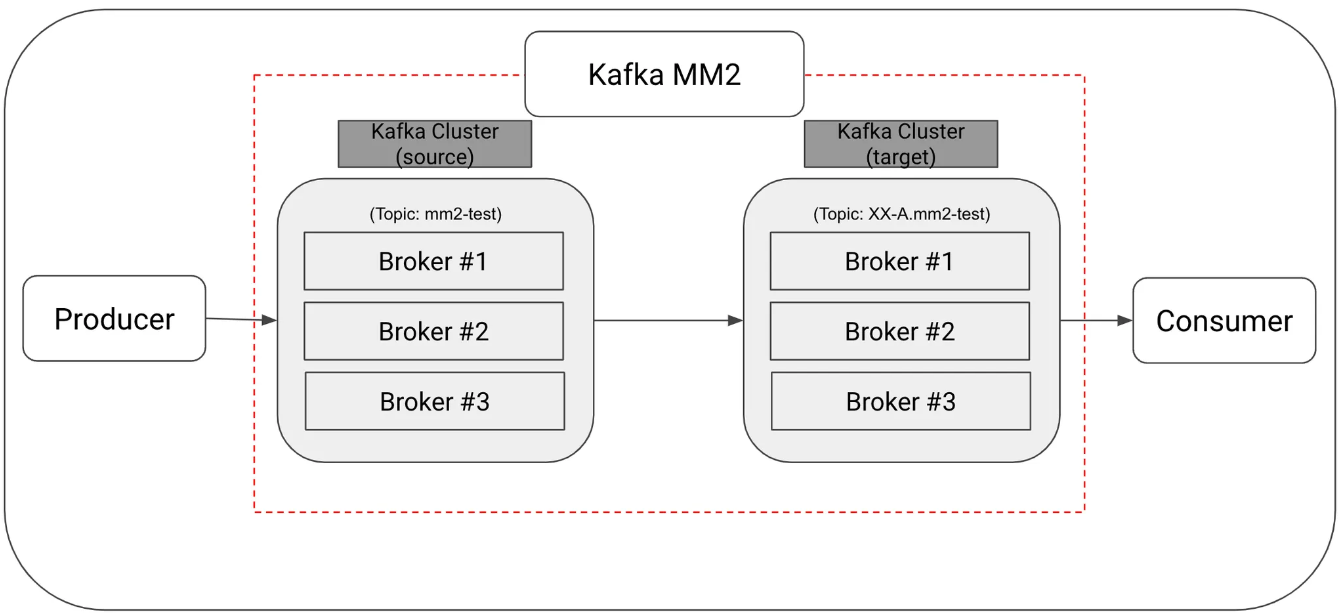 Kafka MM2
Kafka Cluster
(source)
Kafka Cluster
(target)
(Topic: mm2-test)
Broker #1
Broker #2
Broker #3
(Topic: XX-A.mm2-test)
Broker #1
Broker #2
Broker #3
Producer
Consumer